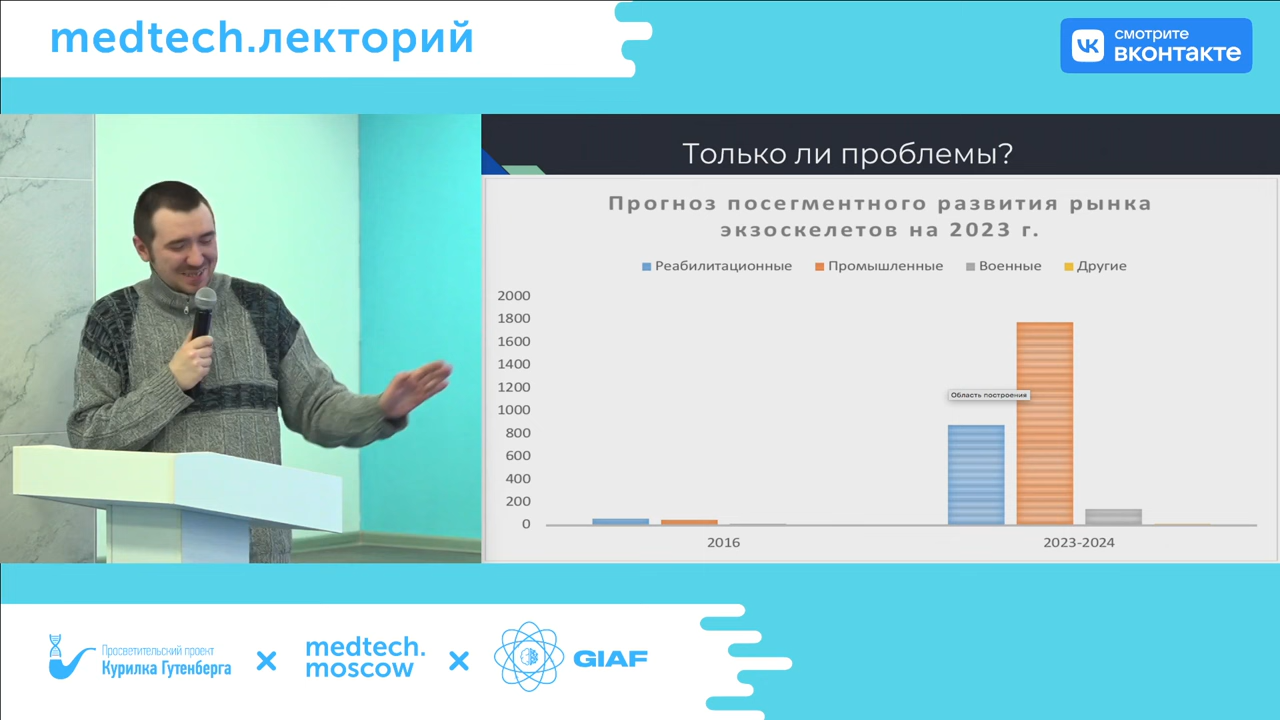 medtech.лекторий
смотрите
вконтакте
Только ли проблемы?
Прогноз посегментного развития рынка
экзоскелетов на 2023 г.
Реабилитационные Промышленные Военные Другие
2000
1800
1600
1400
1200
1000
800
600
400
200
0
Область построения
2016 2023-2024
Просветительский проект
Курилка Гутенберга
medtech.
moscow
GIAF